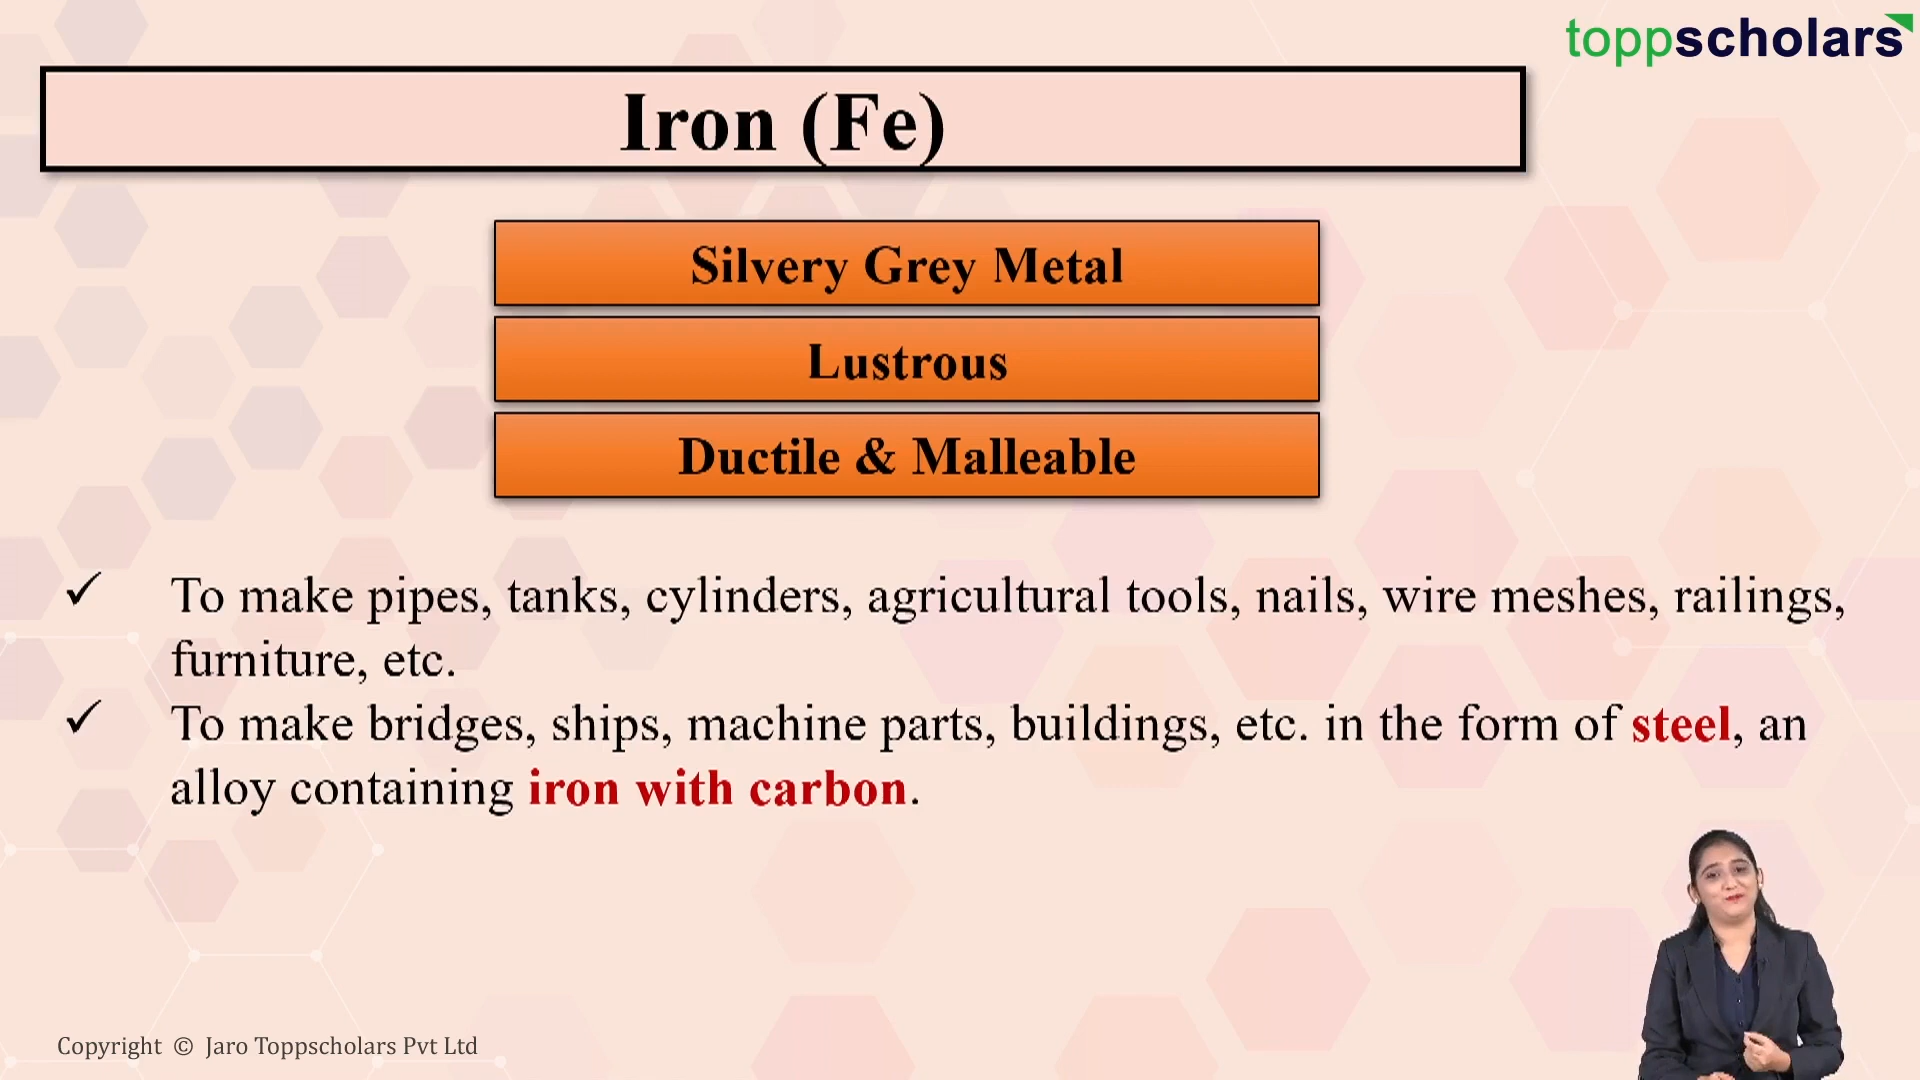 toppscholars
Iron (Fe)
Silvery Grey Metal
Lustrous
Ductile & Malleable
✓ To make pipes, tanks, cylinders, agricultural tools, nails, wire meshes, railings,
furniture, etc.
✓ To make bridges, ships, machine parts, buildings, etc. in the form of steel, an
alloy containing iron with carbon.
Copyright © Jaro Toppscholars Pvt Ltd